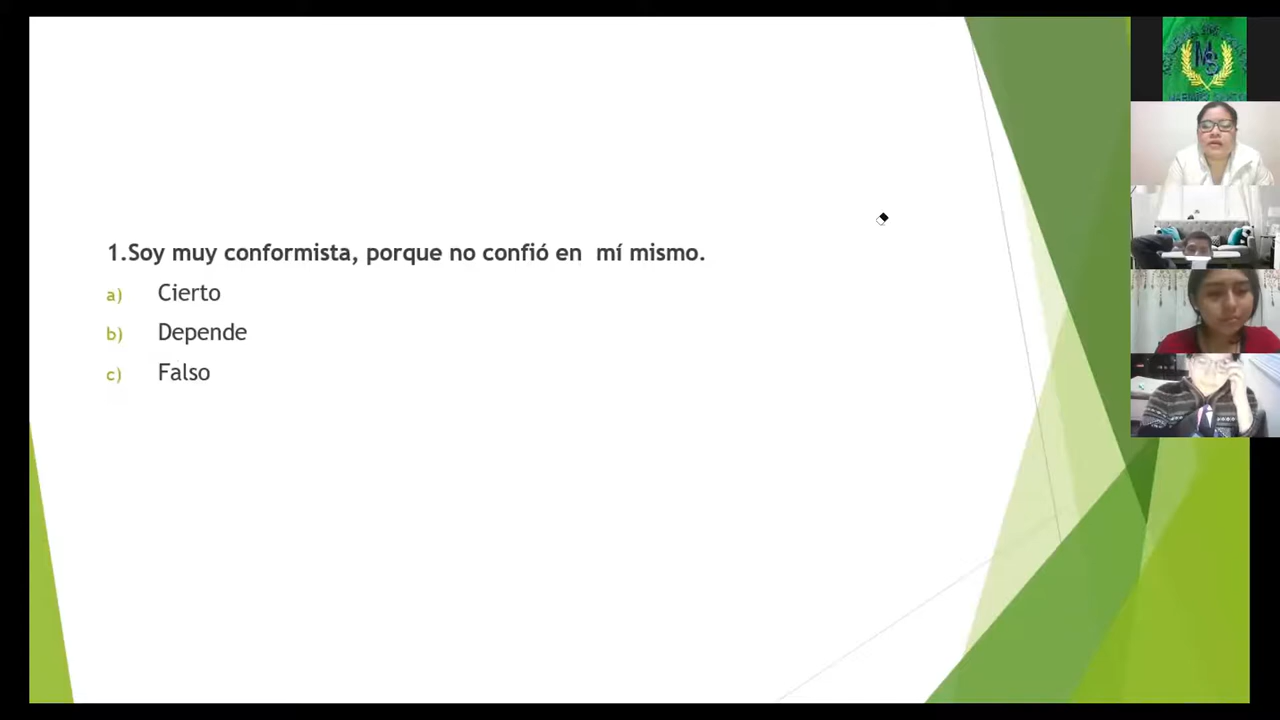 1.Soy muy conformista, porque no confió en mí mismo.
a) Cierto
b) Depende
c) Falso